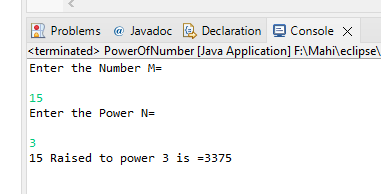 Problems @ Javadoc Declaration Console
<terminated> PowerOfNumber [Java Application] F:\Mahi\eclipse\
Enter the Number M=
15
Enter the Power N=
3
15 Raised to power 3 is =3375